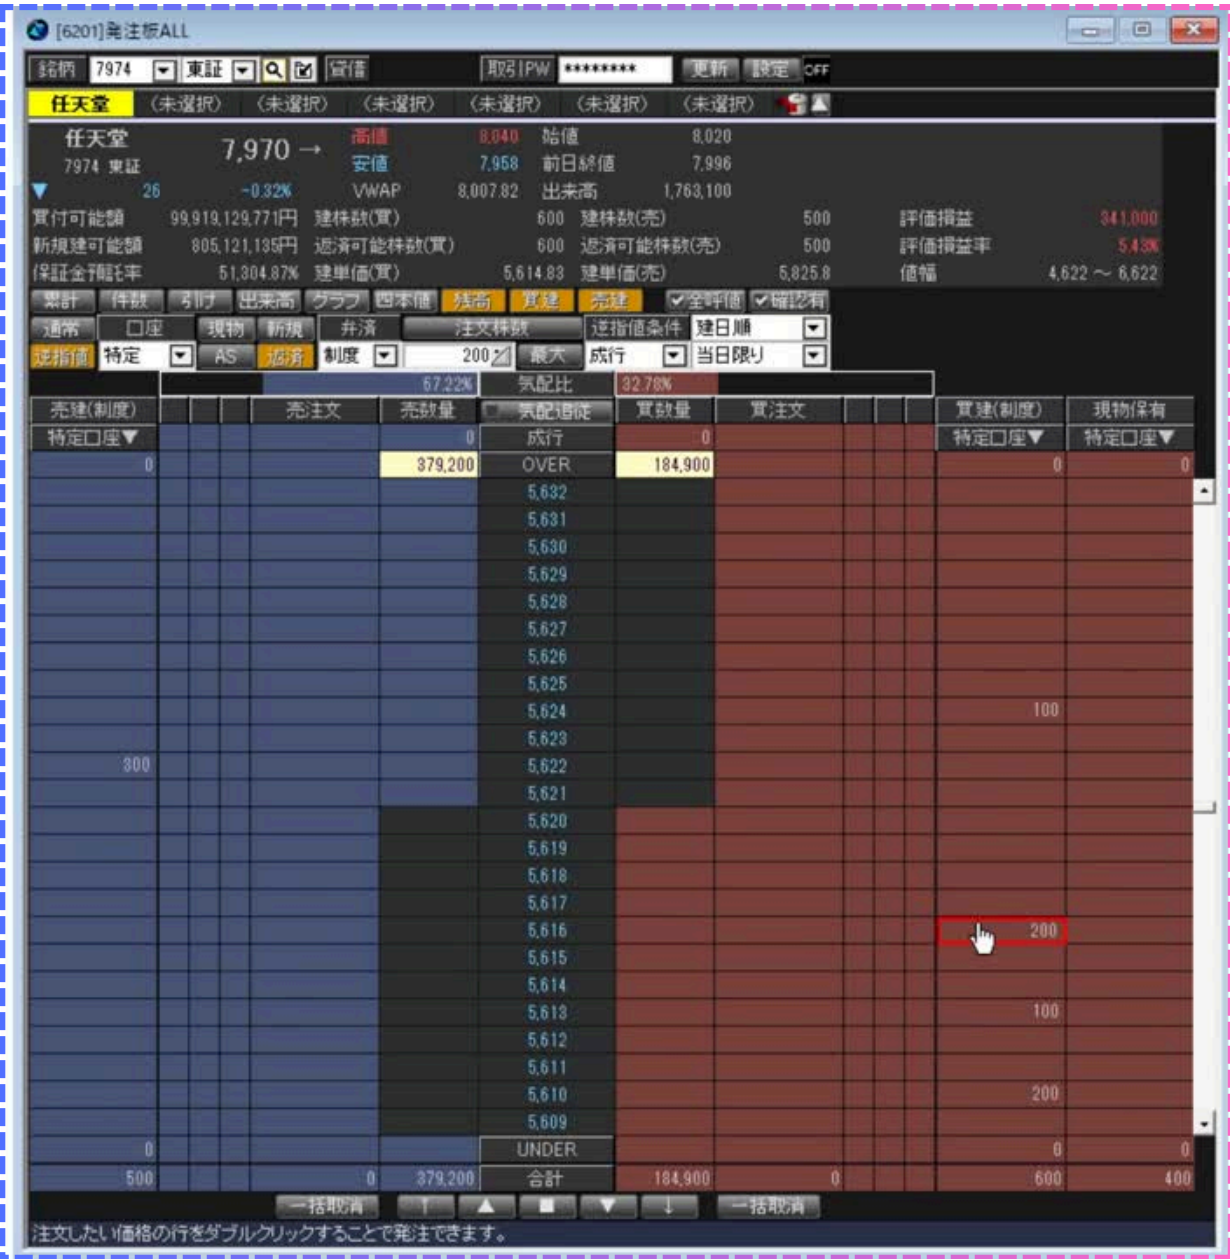 [6201]発注板ALL
銘柄 7974 東証 貸借 取引PW ******** 更新 設定 OFF
任天堂 (未選択) (未選択) (未選択) (未選択) (未選択) (未選択)
任天堂 7,970 → 高値 8,040 始値 8,020
7974 東証 安値 7,958 前日終値 7,996
▼ 26 -0.32% VWAP 8,007.82 出来高 1,763,100
買付可能額 99,919,129,771円 建株数(買) 600 建株数(売) 500 評価損益 341,000
新規建可能額 805,121,135円 返済可能株数(買) 600 返済可能株数(売) 500 評価損益率 5.43%
保証金預託率 51,304.87% 建単価(買) 5,614.83 建単価(売) 5,825.8 値幅 4,622 ～ 6,622
累計 件数 引け 出来高 グラフ 四本値 残高 買建 売建 ✓全呼値 ✓確認有
通常 口座 現物 新規 弁済 注文株数 逆指値条件 建日順
逆指値 特定 AS 返済 制度 200 最大 成行 当日限り
67.22% 気配比 32.78%
売建(制度) 売注文 売数量 気配追従 買数量 買注文 買建(制度) 現物保有
特定口座▼ 0 成行 0 特定口座▼ 特定口座▼
0 379,200 OVER 184,900 0 0
5,632
5,631
5,630
5,629
5,628
5,627
5,626
5,625
5,624 100
5,623
300 5,622
5,621
5,620
5,619
5,618
5,617
5,616 200
5,615
5,614
5,613 100
5,612
5,611
5,610 200
5,609
0 UNDER 0 0
500 0 379,200 合計 184,900 0 600 400
一括取消 ↑ ▲ ■ ▼ ↓ 一括取消
注文したい価格の行をダブルクリックすることで発注できます。